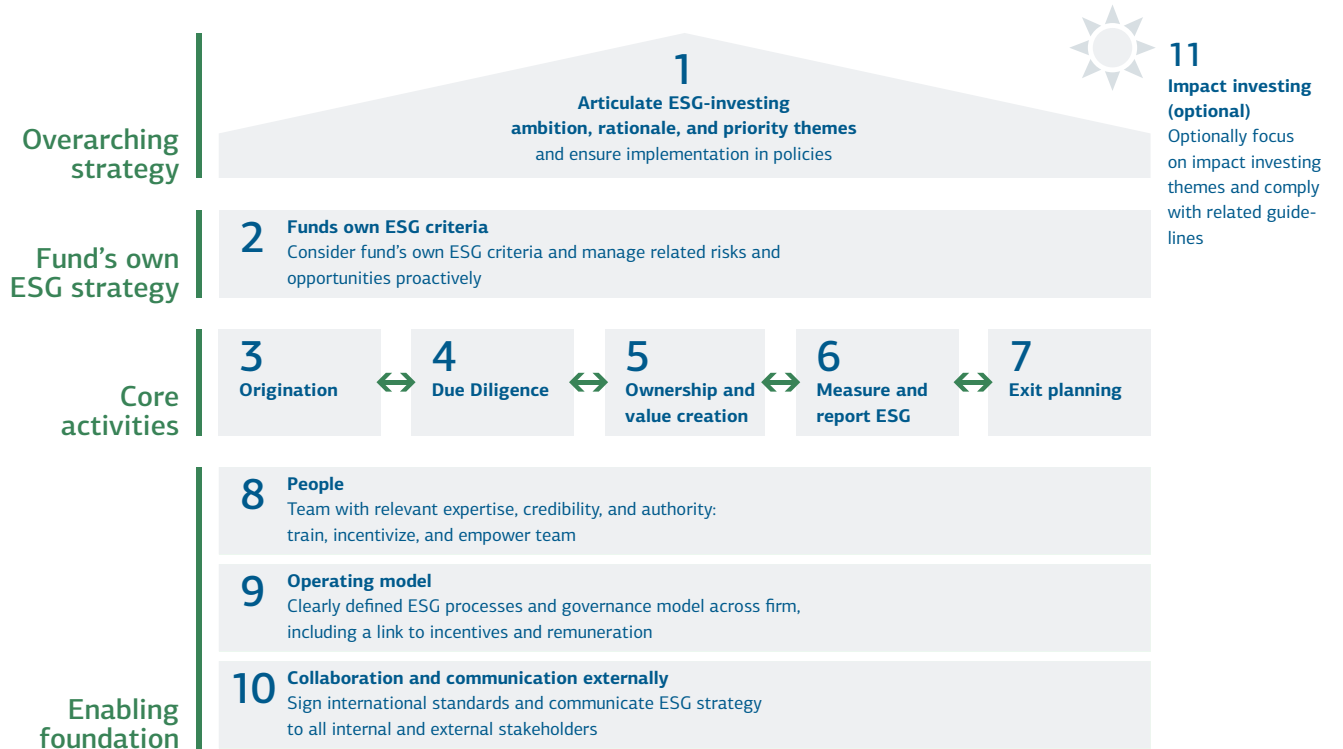 Overarching
strategy
1
Articulate ESG-investing
ambition, rationale, and priority themes
and ensure implementation in policies
11
Impact investing
(optional)
Optionally focus
on impact investing
themes and comply
with related guide-
lines
Fund’s own
ESG strategy
2
Funds own ESG criteria
Consider fund’s own ESG criteria and manage related risks and
opportunities proactively
Core
activities
3
Origination
4
Due Diligence
5
Ownership and
value creation
6
Measure and
report ESG
7
Exit planning
Enabling
foundation
8
People
Team with relevant expertise, credibility, and authority:
train, incentivize, and empower team
9
Operating model
Clearly defined ESG processes and governance model across firm,
including a link to incentives and remuneration
10
Collaboration and communication externally
Sign international standards and communicate ESG strategy
to all internal and external stakeholders